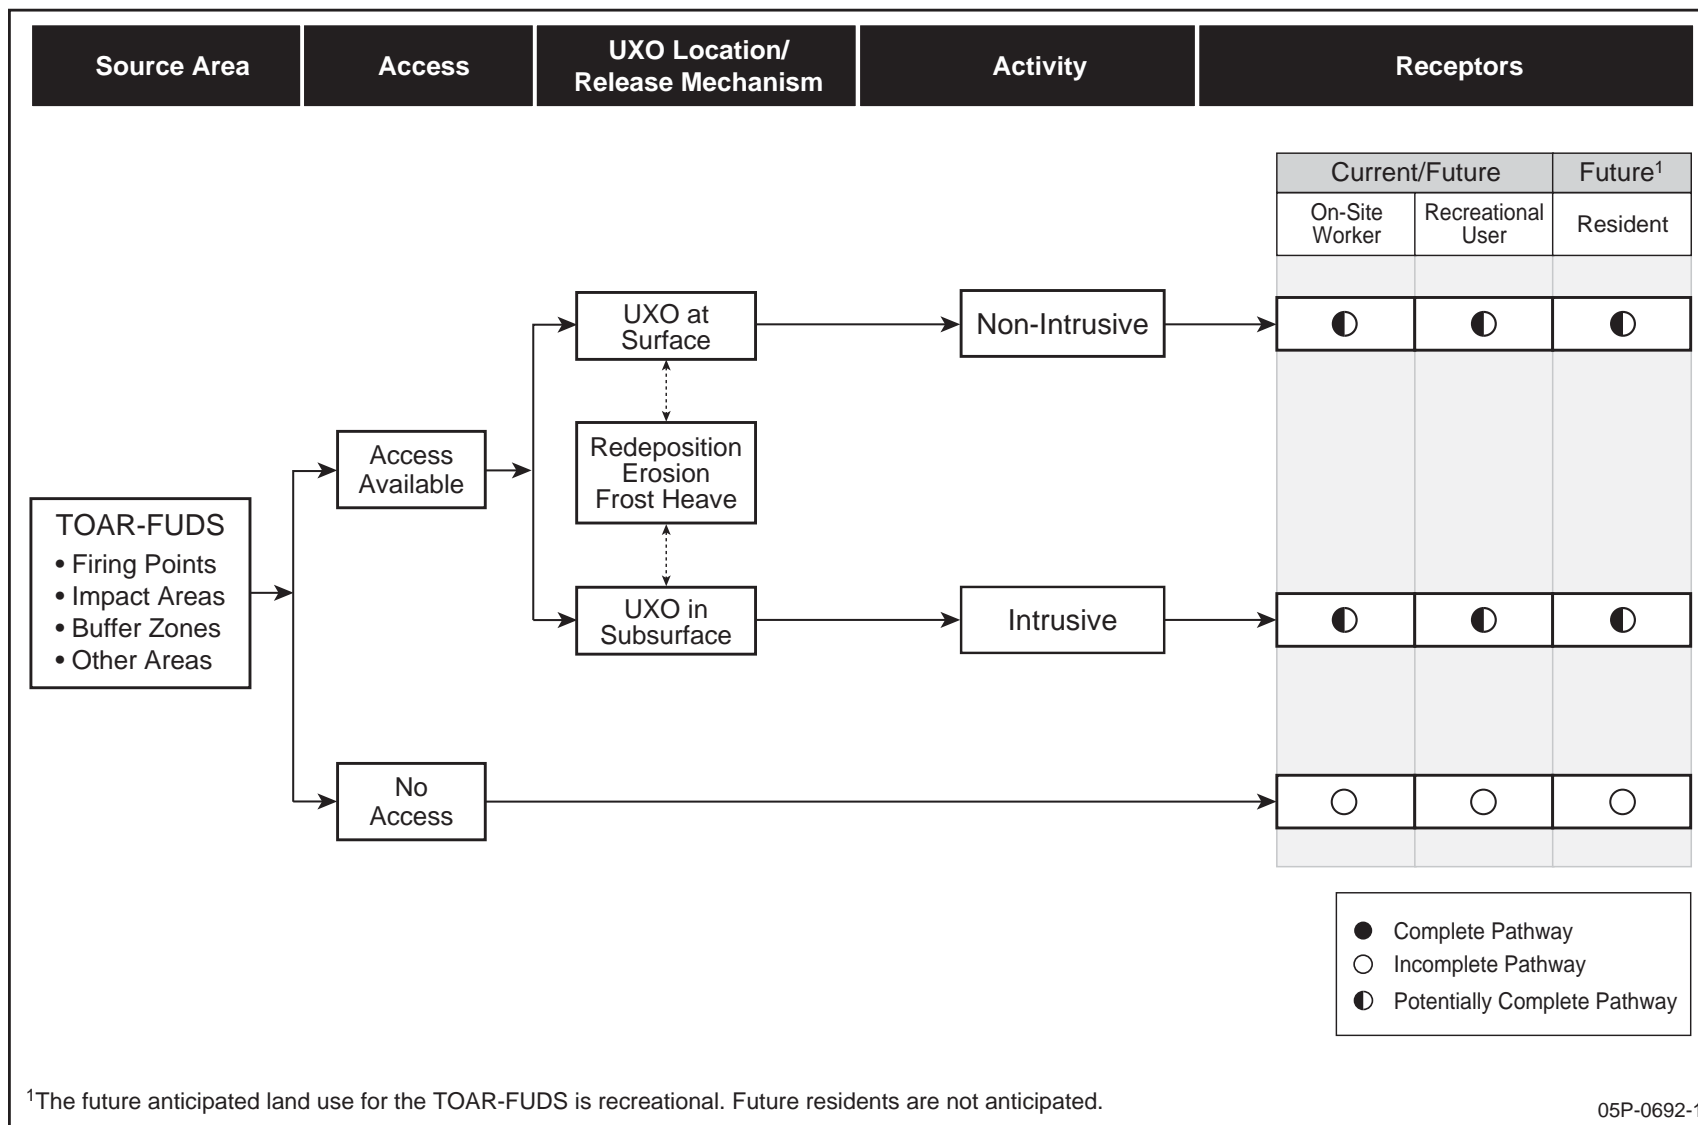 Source Area
Access
UXO Location/
Release Mechanism
Activity
Receptors
Current/Future
Future¹
On-Site
Worker
Recreational
User
Resident
UXO at
Surface
Non-Intrusive
Redeposition
Erosion
Frost Heave
Access
Available
TOAR-FUDS
• Firing Points
• Impact Areas
• Buffer Zones
• Other Areas
UXO in
Subsurface
Intrusive
No
Access
Complete Pathway
Incomplete Pathway
Potentially Complete Pathway
¹The future anticipated land use for the TOAR-FUDS is recreational. Future residents are not anticipated.
05P-0692-1